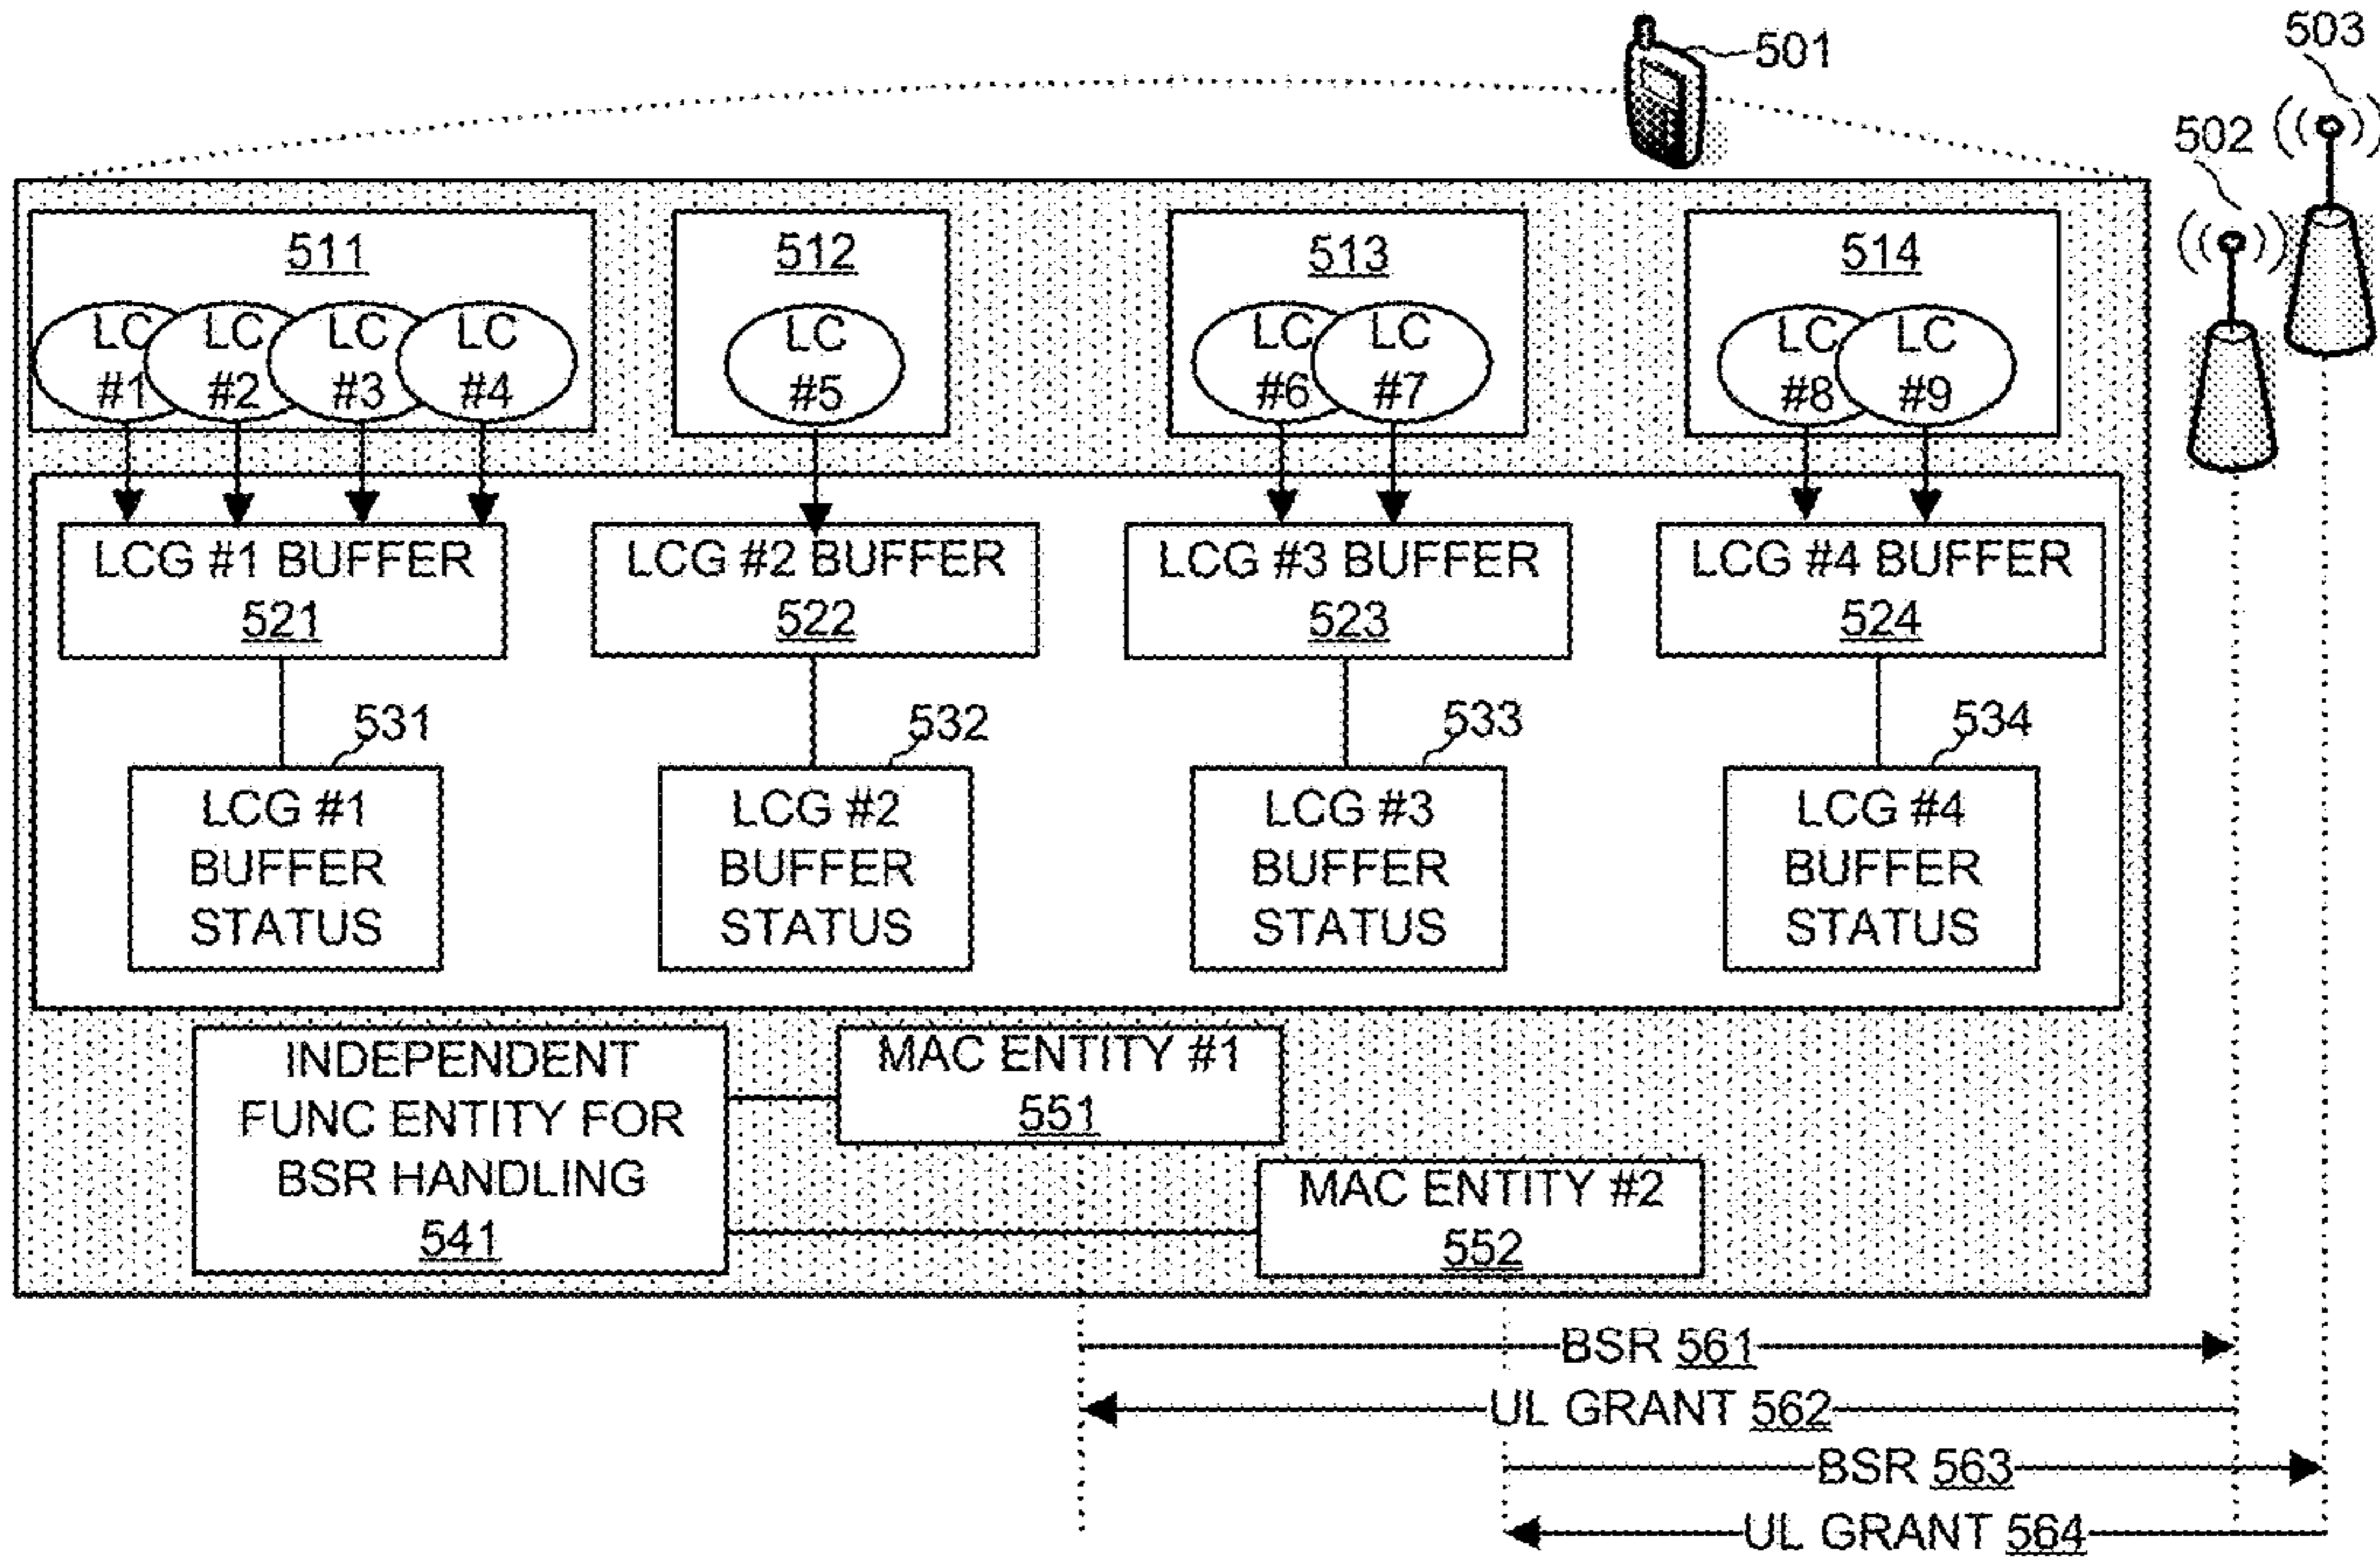 501
503
502
511
512
513
514
LC #1
LC #2
LC #3
LC #4
LC #5
LC #6
LC #7
LC #8
LC #9
LCG #1 BUFFER
521
LCG #2 BUFFER
522
LCG #3 BUFFER
523
LCG #4 BUFFER
524
531
532
533
534
LCG #1
BUFFER
STATUS
LCG #2
BUFFER
STATUS
LCG #3
BUFFER
STATUS
LCG #4
BUFFER
STATUS
INDEPENDENT
FUNC ENTITY FOR
BSR HANDLING
541
MAC ENTITY #1
551
MAC ENTITY #2
552
BSR 561
UL GRANT 562
BSR 563
UL GRANT 564